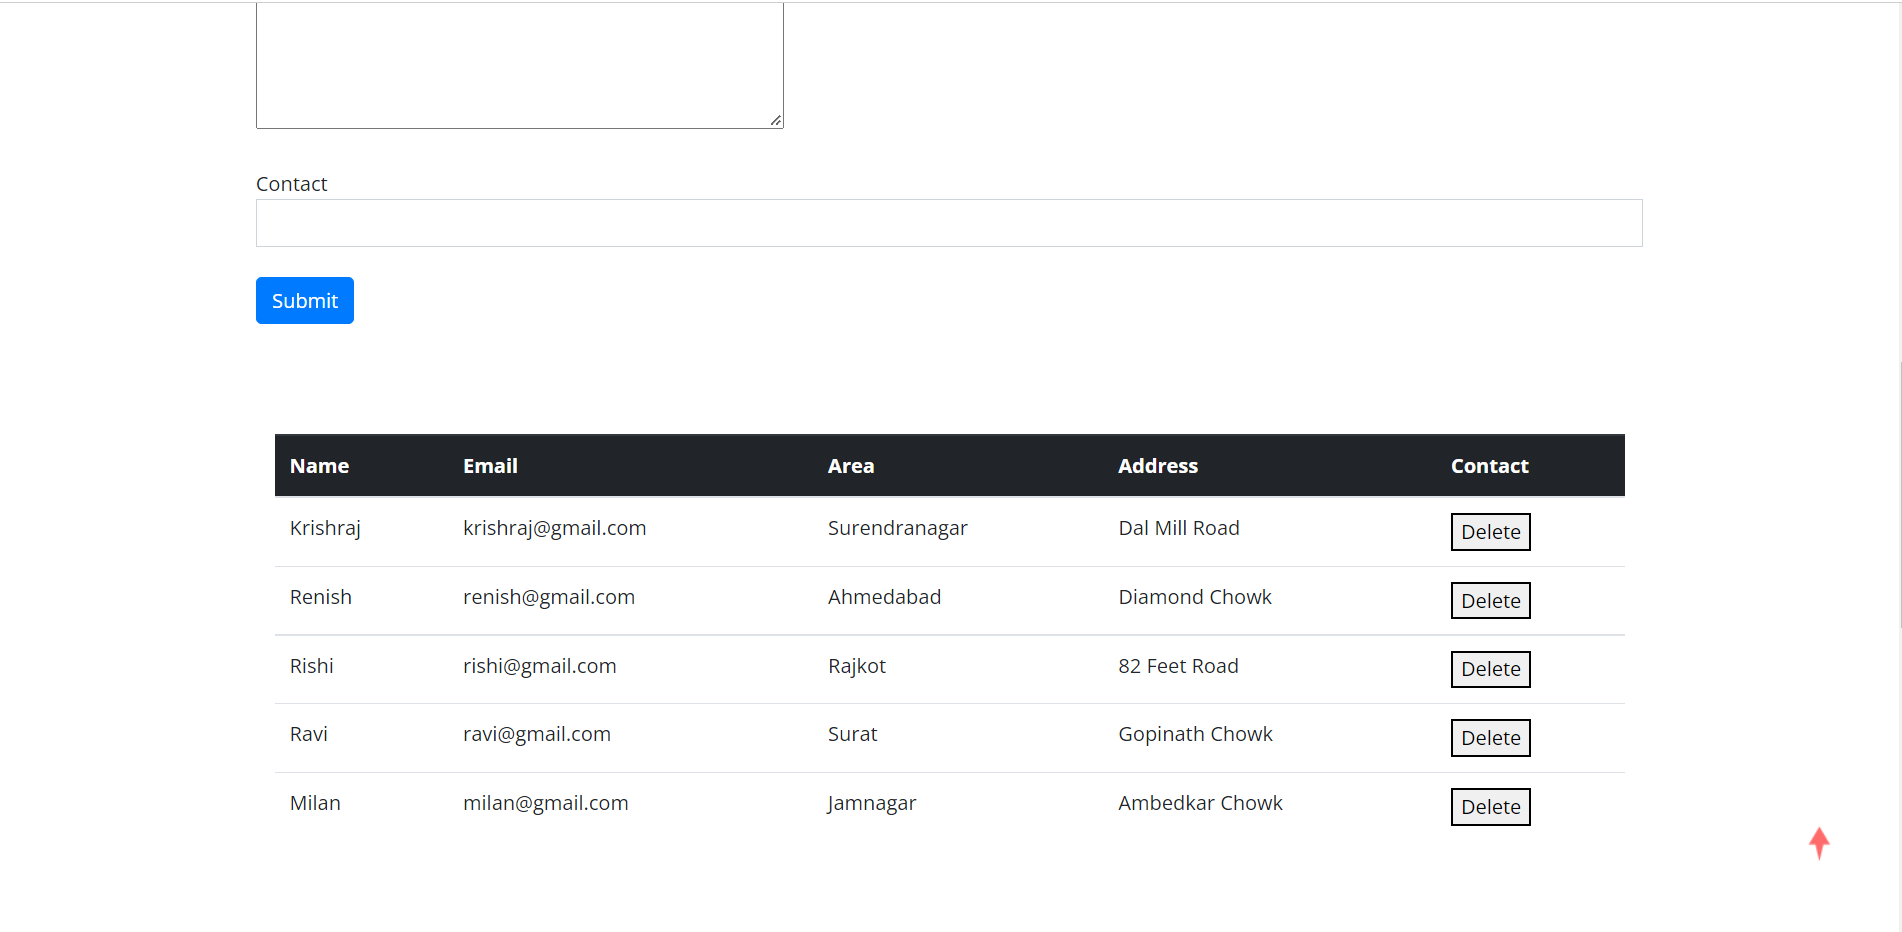 Contact
Submit
Name Email Area Address Contact
Krishraj krishraj@gmail.com Surendranagar Dal Mill Road Delete
Renish renish@gmail.com Ahmedabad Diamond Chowk Delete
Rishi rishi@gmail.com Rajkot 82 Feet Road Delete
Ravi ravi@gmail.com Surat Gopinath Chowk Delete
Milan milan@gmail.com Jamnagar Ambedkar Chowk Delete